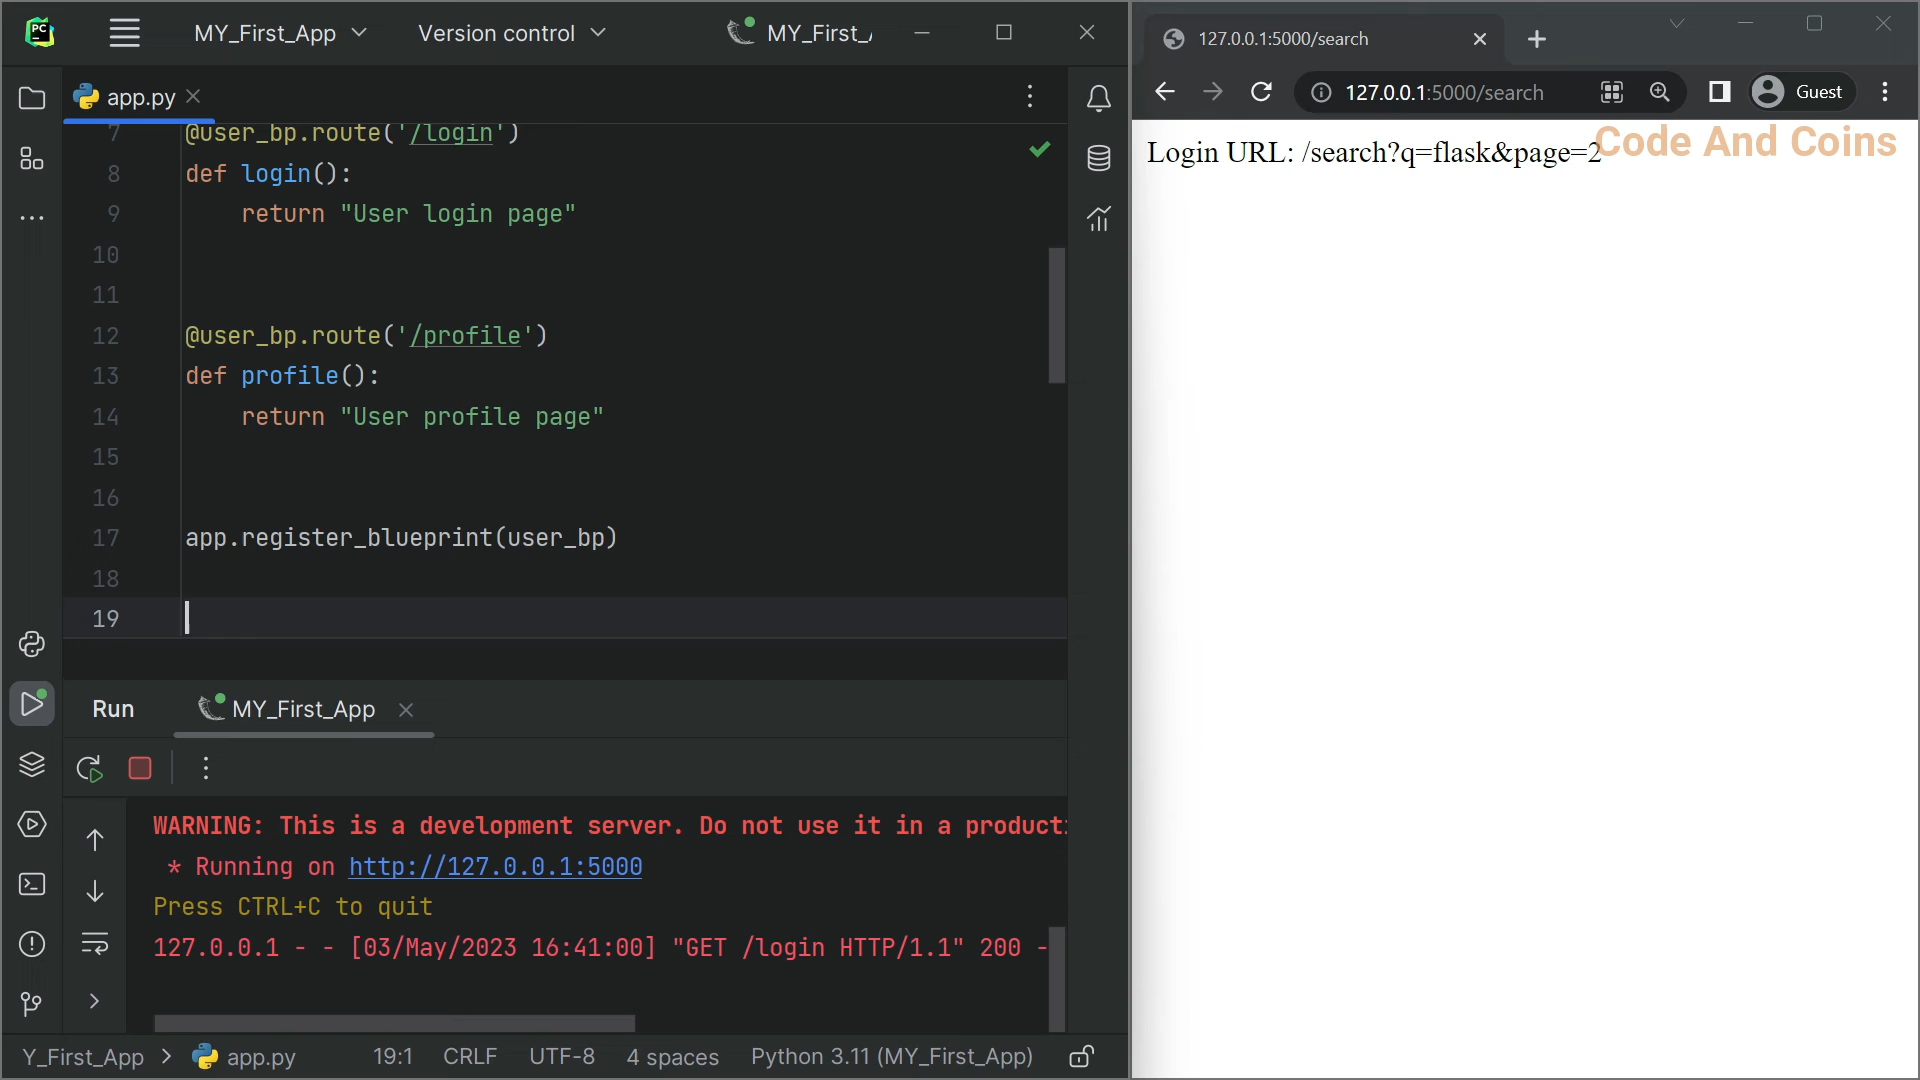 PC
MY_First_App
Version control
MY_First_
app.py
7 @user_bp.route('/login')
8 def login():
9 return "User login page"
10
11
12 @user_bp.route('/profile')
13 def profile():
14 return "User profile page"
15
16
17 app.register_blueprint(user_bp)
18
19
Run
MY_First_App
WARNING: This is a development server. Do not use it in a producti
* Running on http://127.0.0.1:5000
Press CTRL+C to quit
127.0.0.1 - - [03/May/2023 16:41:00] "GET /login HTTP/1.1" 200 -
Y_First_App > app.py
19:1 CRLF UTF-8 4 spaces Python 3.11 (MY_First_App)
127.0.0.1:5000/search
127.0.0.1:5000/search
Guest
Code And Coins
Login URL: /search?q=flask&page=2